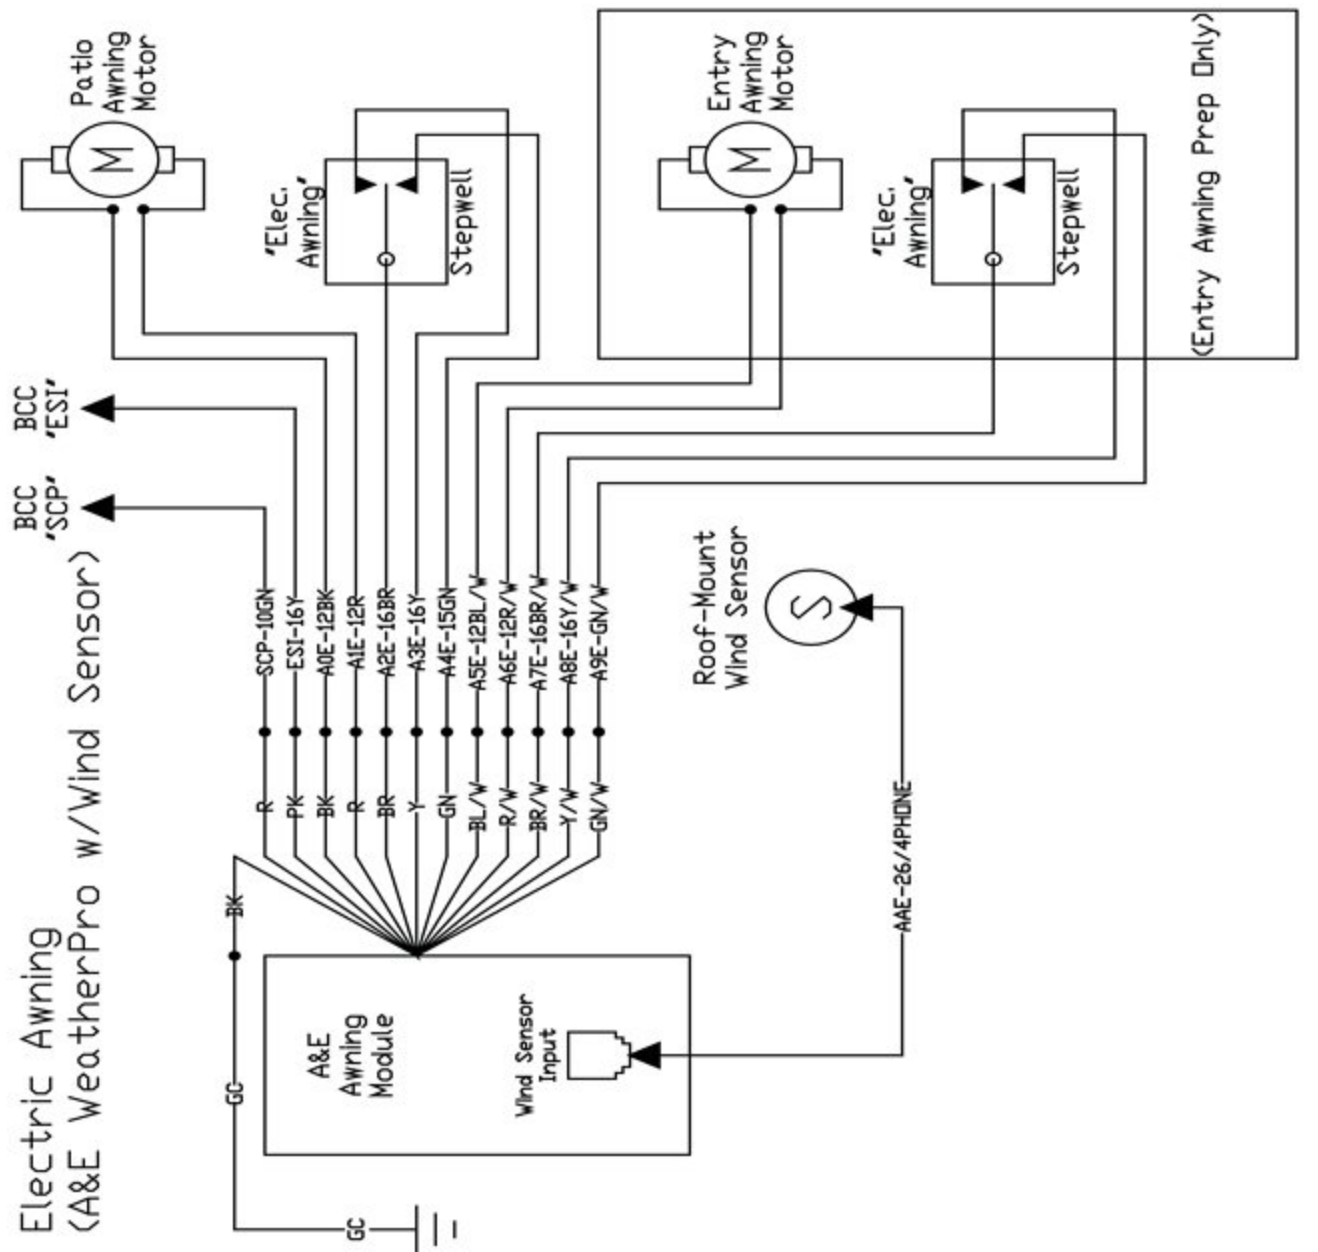 Electric Awning
(A&E WeatherPro w/Wind Sensor)
BCC
'SCP'
BCC
'ESI'
Patio
Awning
Motor
M
'Elec.
Awning'
Stepwell
Entry
Awning
Motor
M
'Elec.
Awning'
Stepwell
(Entry Awning Prep Only)
SCP-10GN
ESI-16Y
A0E-12BK
A1E-12R
A2E-16BR
A3E-16Y
A4E-15GN
A5E-12BL/W
A6E-12R/W
A7E-16BR/W
A8E-16Y/W
A9E-GN/W
R
PK
BK
R
BR
Y
GN
BL/W
R/W
BR/W
Y/W
GN/W
BK
GC
GC
A&E
Awning
Module
Wind Sensor
Input
Roof-Mount
Wind Sensor
S
AAE-26/4PHONE